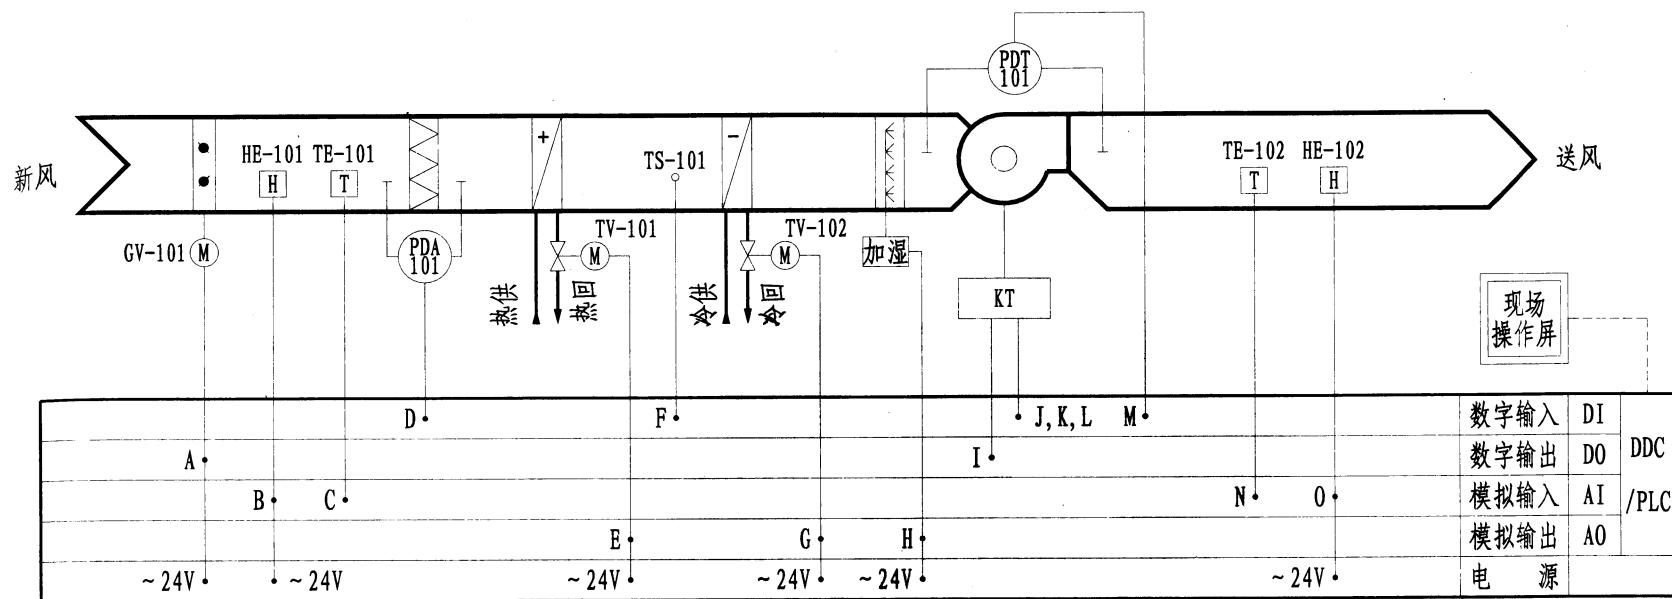 PDT
101
新风
HE-101 TE-101
H
T
+
TS-101
-
TE-102 HE-102
T
H
送风
GV-101
M
PDA
101
TV-101
M
TV-102
M
加湿
热供
热回
冷供
冷回
KT
现场
操作屏
D
F
J,K,L
M
数字输入 DI
A
I
数字输出 DO
DDC
/PLC
B
C
N
O
模拟输入 AI
E
G
H
模拟输出 AO
~24V
~24V
~24V
~24V
~24V
~24V
电 源